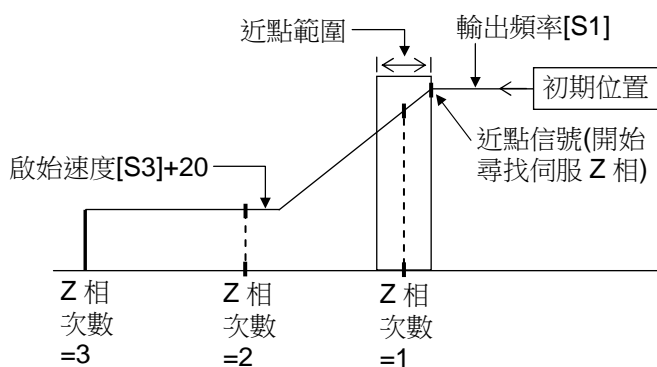 近點範圍
輸出頻率[S1]
初期位置
近點信號(開始
尋找伺服 Z 相)
啟始速度[S3]+20
Z 相
次數
=3
Z 相
次數
=2
Z 相
次數
=1